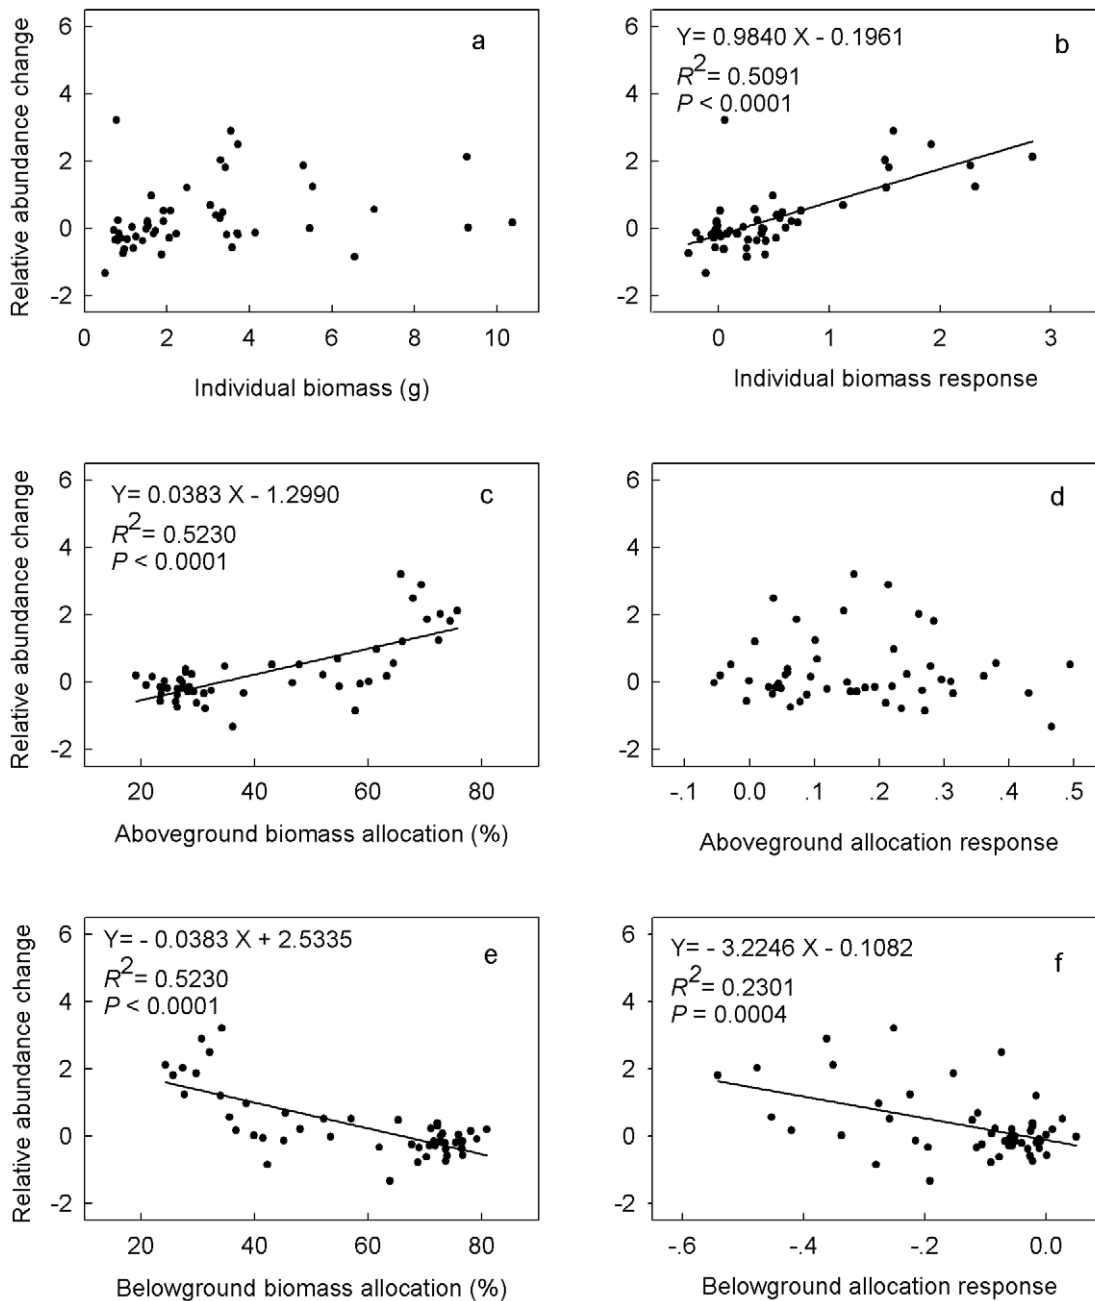 Relative abundance change
6
4
2
0
-2
a
0 2 4 6 8 10
Individual biomass (g)
6
4
2
0
-2
Y= 0.9840 X - 0.1961
R2= 0.5091
P < 0.0001
b
0 1 2 3
Individual biomass response
Relative abundance change
6
4
2
0
-2
Y= 0.0383 X - 1.2990
R2= 0.5230
P < 0.0001
c
20 40 60 80
Aboveground biomass allocation (%)
6
4
2
0
-2
d
-.1 0.0 .1 .2 .3 .4 .5
Aboveground allocation response
Relative abundance change
6
4
2
0
-2
Y= - 0.0383 X + 2.5335
R2= 0.5230
P < 0.0001
e
20 40 60 80
Belowground biomass allocation (%)
6
4
2
0
-2
Y= - 3.2246 X - 0.1082
R2= 0.2301
P = 0.0004
f
-.6 -.4 -.2 0.0
Belowground allocation response